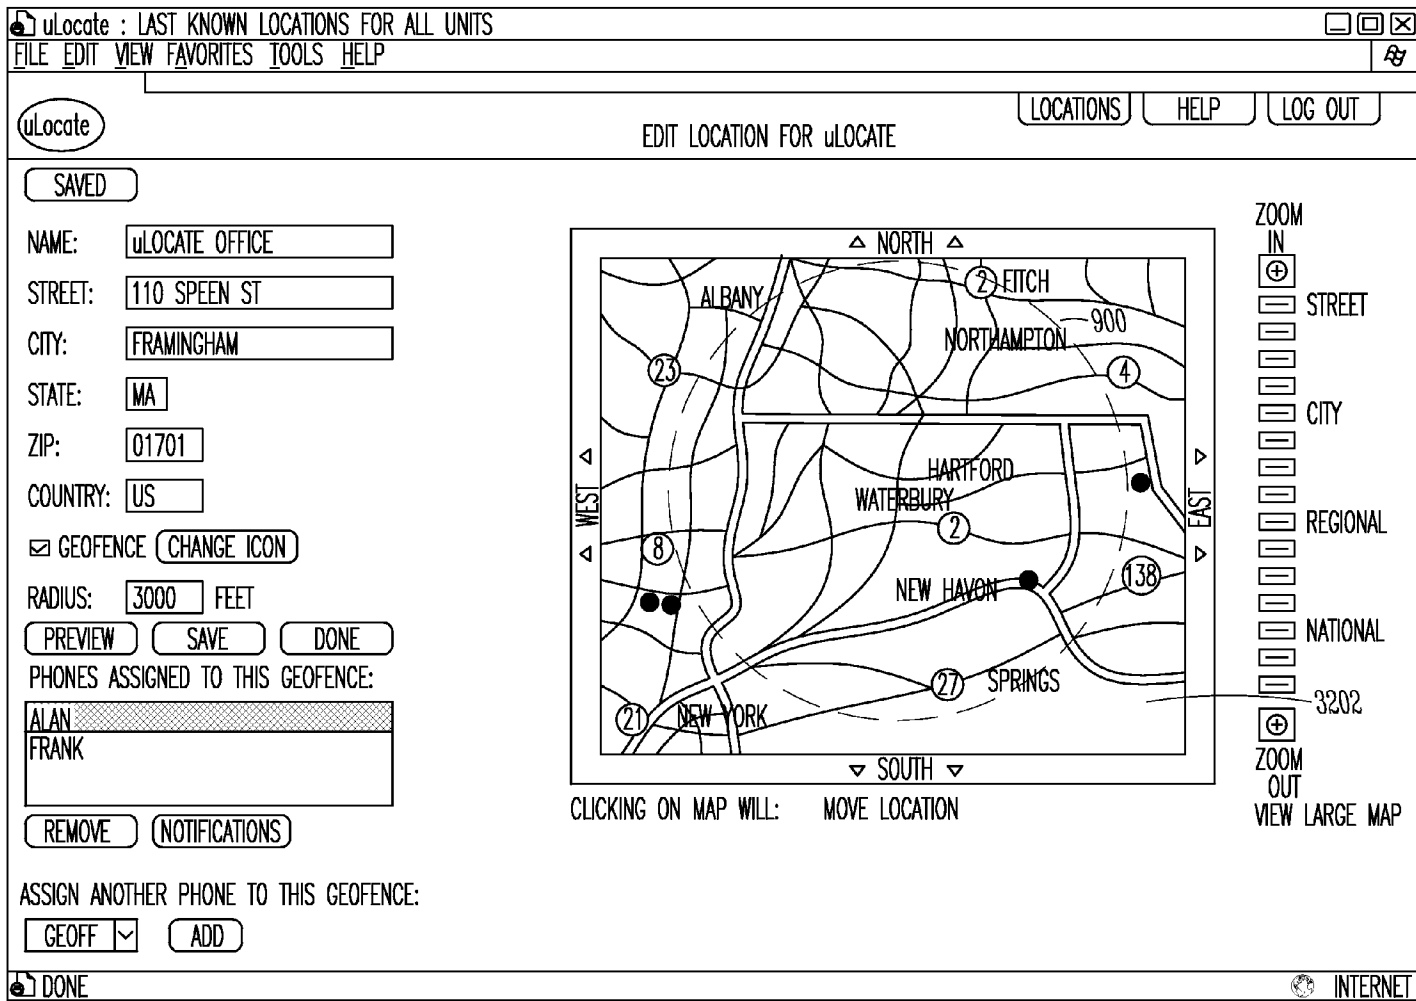 uLocate : LAST KNOWN LOCATIONS FOR ALL UNITS
FILE EDIT VIEW FAVORITES TOOLS HELP
uLocate
EDIT LOCATION FOR uLOCATE
LOCATIONS HELP LOG OUT
SAVED
NAME: uLOCATE OFFICE
STREET: 110 SPEEN ST
CITY: FRAMINGHAM
STATE: MA
ZIP: 01701
COUNTRY: US
GEOFENCE CHANGE ICON
RADIUS: 3000 FEET
PREVIEW SAVE DONE
PHONES ASSIGNED TO THIS GEOFENCE:
ALAN
FRANK
REMOVE NOTIFICATIONS
ASSIGN ANOTHER PHONE TO THIS GEOFENCE:
GEOFF ADD
NORTH
ALBANY
2 FITCH
900
NORTHAMPTON
23
4
HARTFORD
WATERBURY
WEST
EAST
2
8
138
NEW HAVON
27 SPRINGS
21 NEW YORK
3202
SOUTH
CLICKING ON MAP WILL: MOVE LOCATION
ZOOM
IN
STREET
CITY
REGIONAL
NATIONAL
ZOOM
OUT
VIEW LARGE MAP
DONE
INTERNET